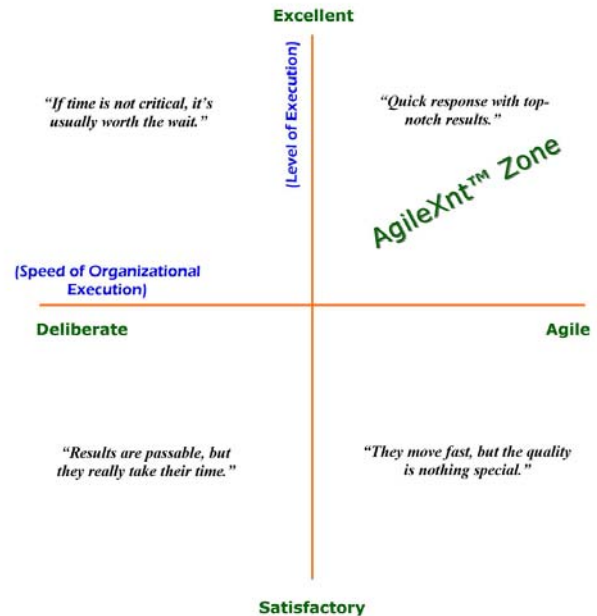 Excellent
“If time is not critical, it’s
usually worth the wait.”
(Level of Execution)
“Quick response with top-
notch results.”
AgileXnt™ Zone
(Speed of Organizational
Execution)
Deliberate
Agile
“Results are passable, but
they really take their time.”
“They move fast, but the quality
is nothing special.”
Satisfactory